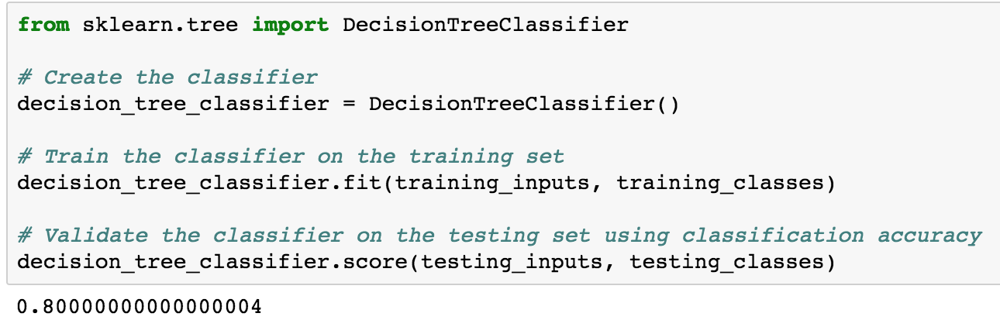 from sklearn.tree import DecisionTreeClassifier
# Create the classifier
decision_tree_classifier = DecisionTreeClassifier()
# Train the classifier on the training set
decision_tree_classifier.fit(training_inputs, training_classes)
# Validate the classifier on the testing set using classification accuracy
decision_tree_classifier.score(testing_inputs, testing_classes)
0.80000000000000004